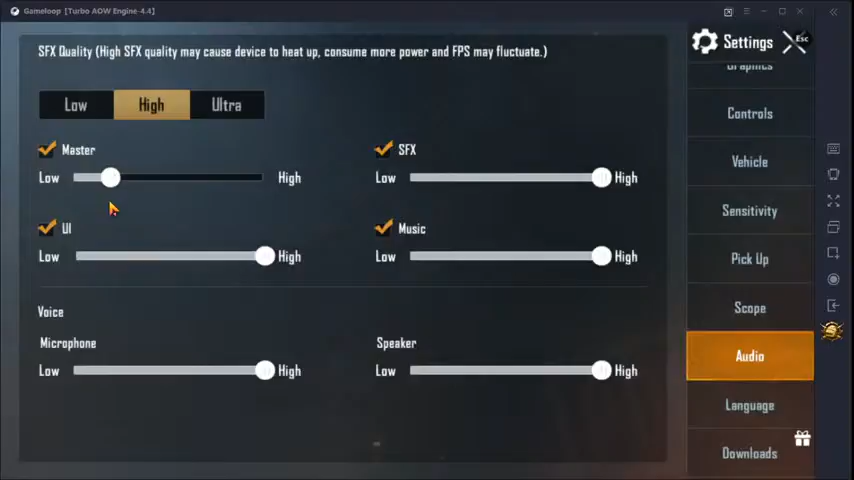 Gameloop [Turbo AOW Engine-4.4]
SFX Quality (High SFX quality may cause device to heat up, consume more power and FPS may fluctuate.)
Low High Ultra
Master
Low High
SFX
Low High
UI
Low High
Music
Low High
Voice
Microphone
Low High
Speaker
Low High
Settings
Esc
Graphics
Controls
Vehicle
Sensitivity
Pick Up
Scope
Audio
Language
Downloads